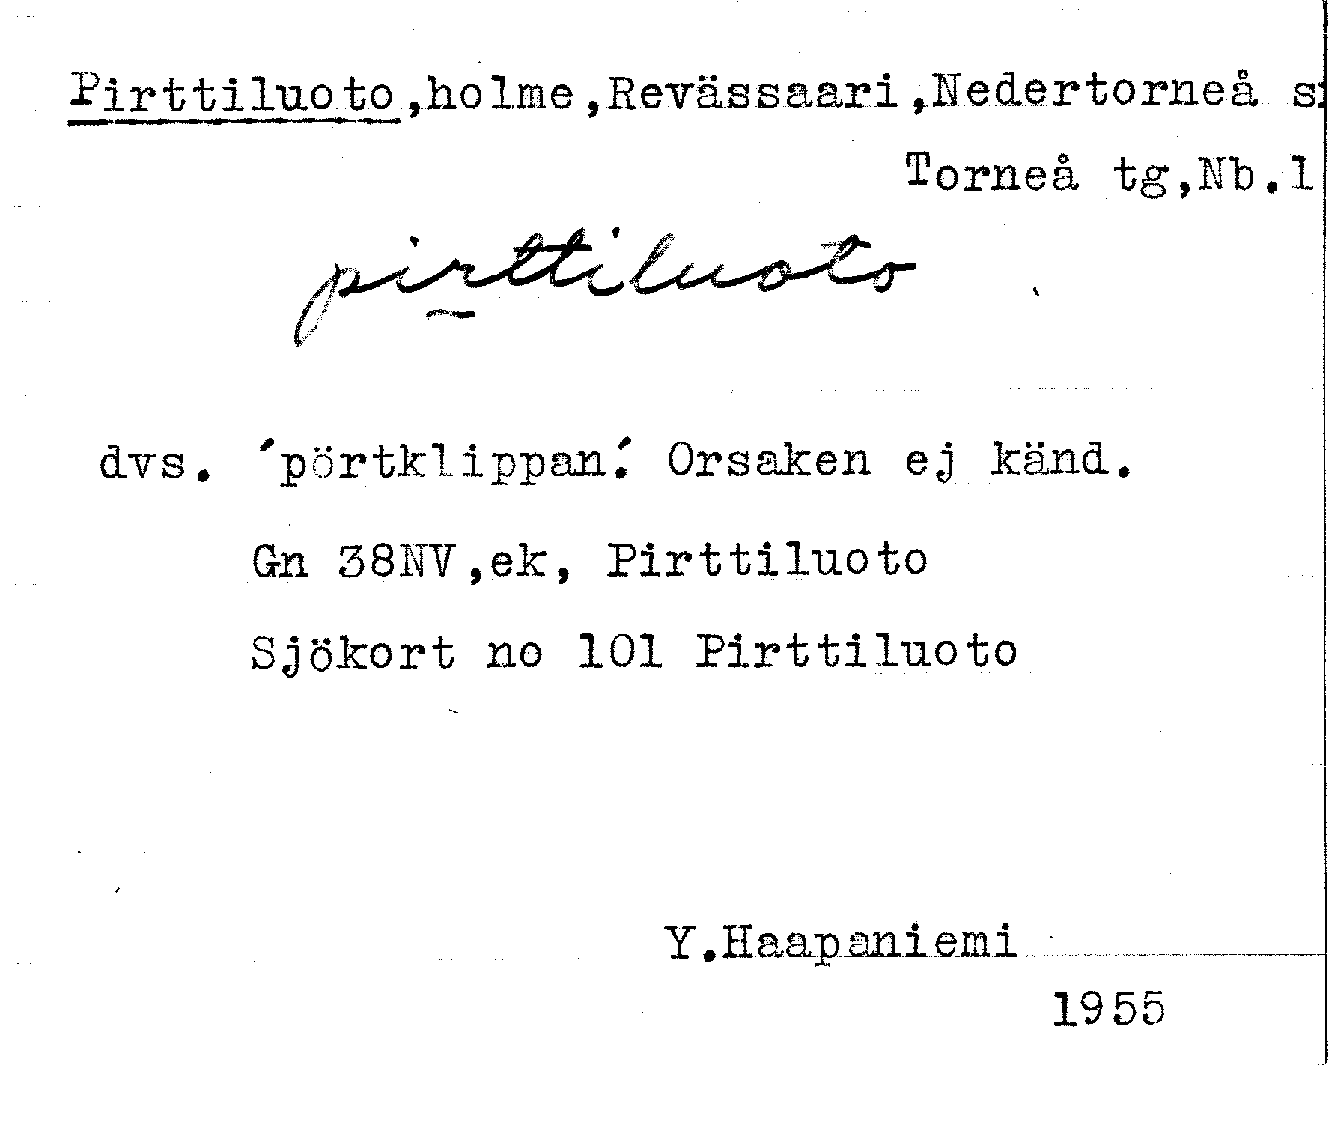 Pirttiluoto,holme,Revässaari,Nedertorneå
Torneå tg,Nb.l
pirttiluoto
dvs. 'pörtklippan'. Orsaken ej känd.
Gn 38NV,ek, Pirttiluoto
Sjökort no 101 Pirttiluoto
Y.Haapaniemi
1955